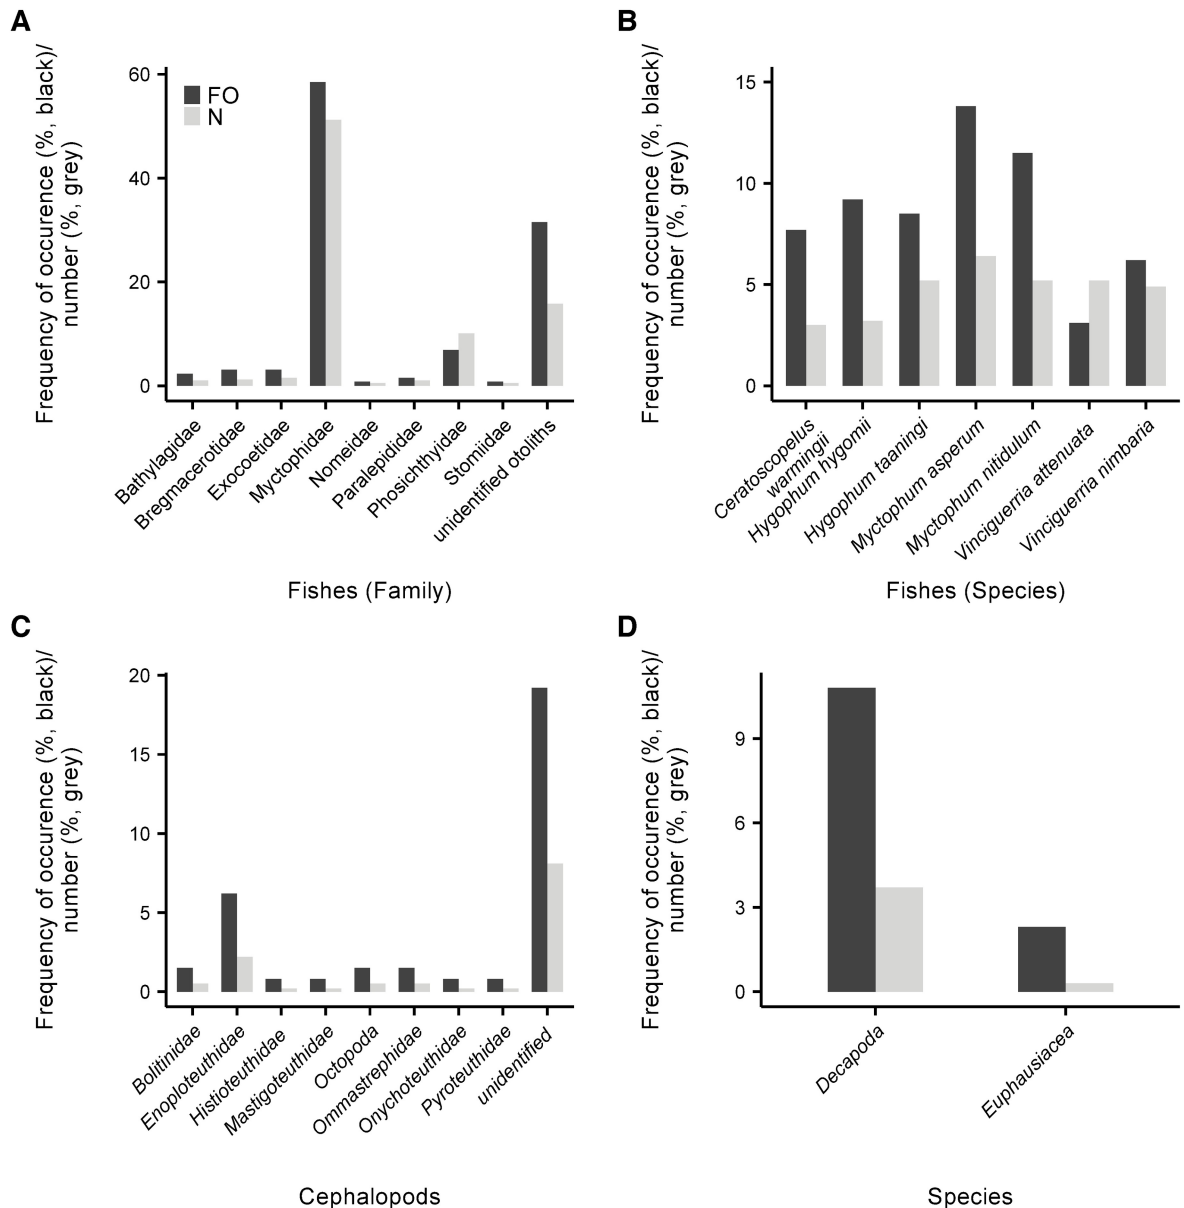 A
Frequency of occurence (%, black)/
number (%, grey)
60
40
20
0
FO
N
Bathylagidae
Bregmacerotidae
Exocoetidae
Myctophidae
Nomeidae
Paralepididae
Phosichthyidae
Stomiidae
unidentified otoliths
Fishes (Family)
B
Frequency of occurence (%, black)/
number (%, grey)
15
10
5
0
Ceratoscopelus
warmingii
Hygophum hygomii
Hygophum taaningi
Myctophum asperum
Myctophum nitidulum
Vinciguerria attenuata
Vinciguerria nimbaria
Fishes (Species)
C
Frequency of occurence (%, black)/
number (%, grey)
20
15
10
5
0
Bolitinidae
Enoploteuthidae
Histioteuthidae
Mastigoteuthidae
Octopoda
Ommastrephidae
Onychoteuthidae
Pyroteuthidae
unidentified
Cephalopods
D
Frequency of occurence (%, black)/
number (%, grey)
9
6
3
0
Decapoda
Euphausiacea
Species